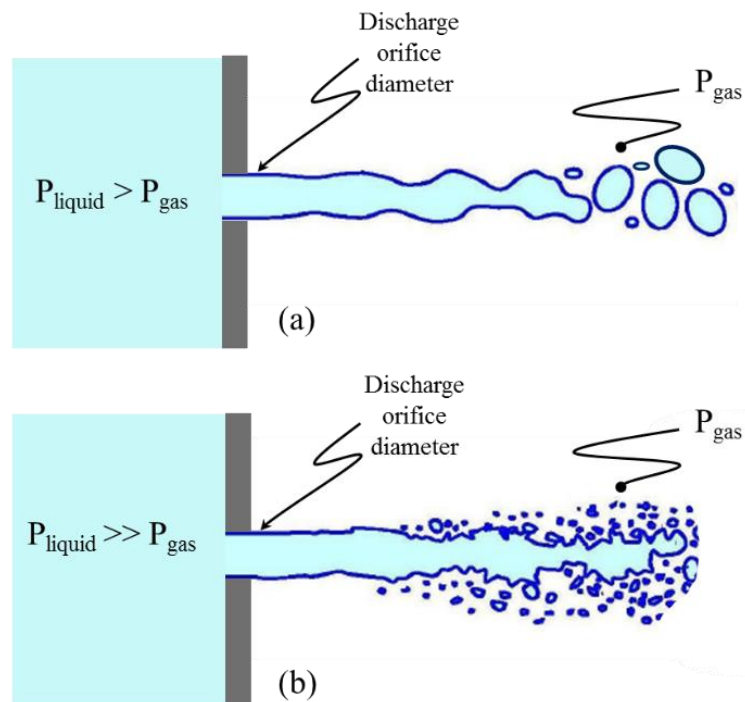 Discharge
orifice
diameter
P_gas
P_liquid > P_gas
(a)
Discharge
orifice
diameter
P_gas
P_liquid >> P_gas
(b)